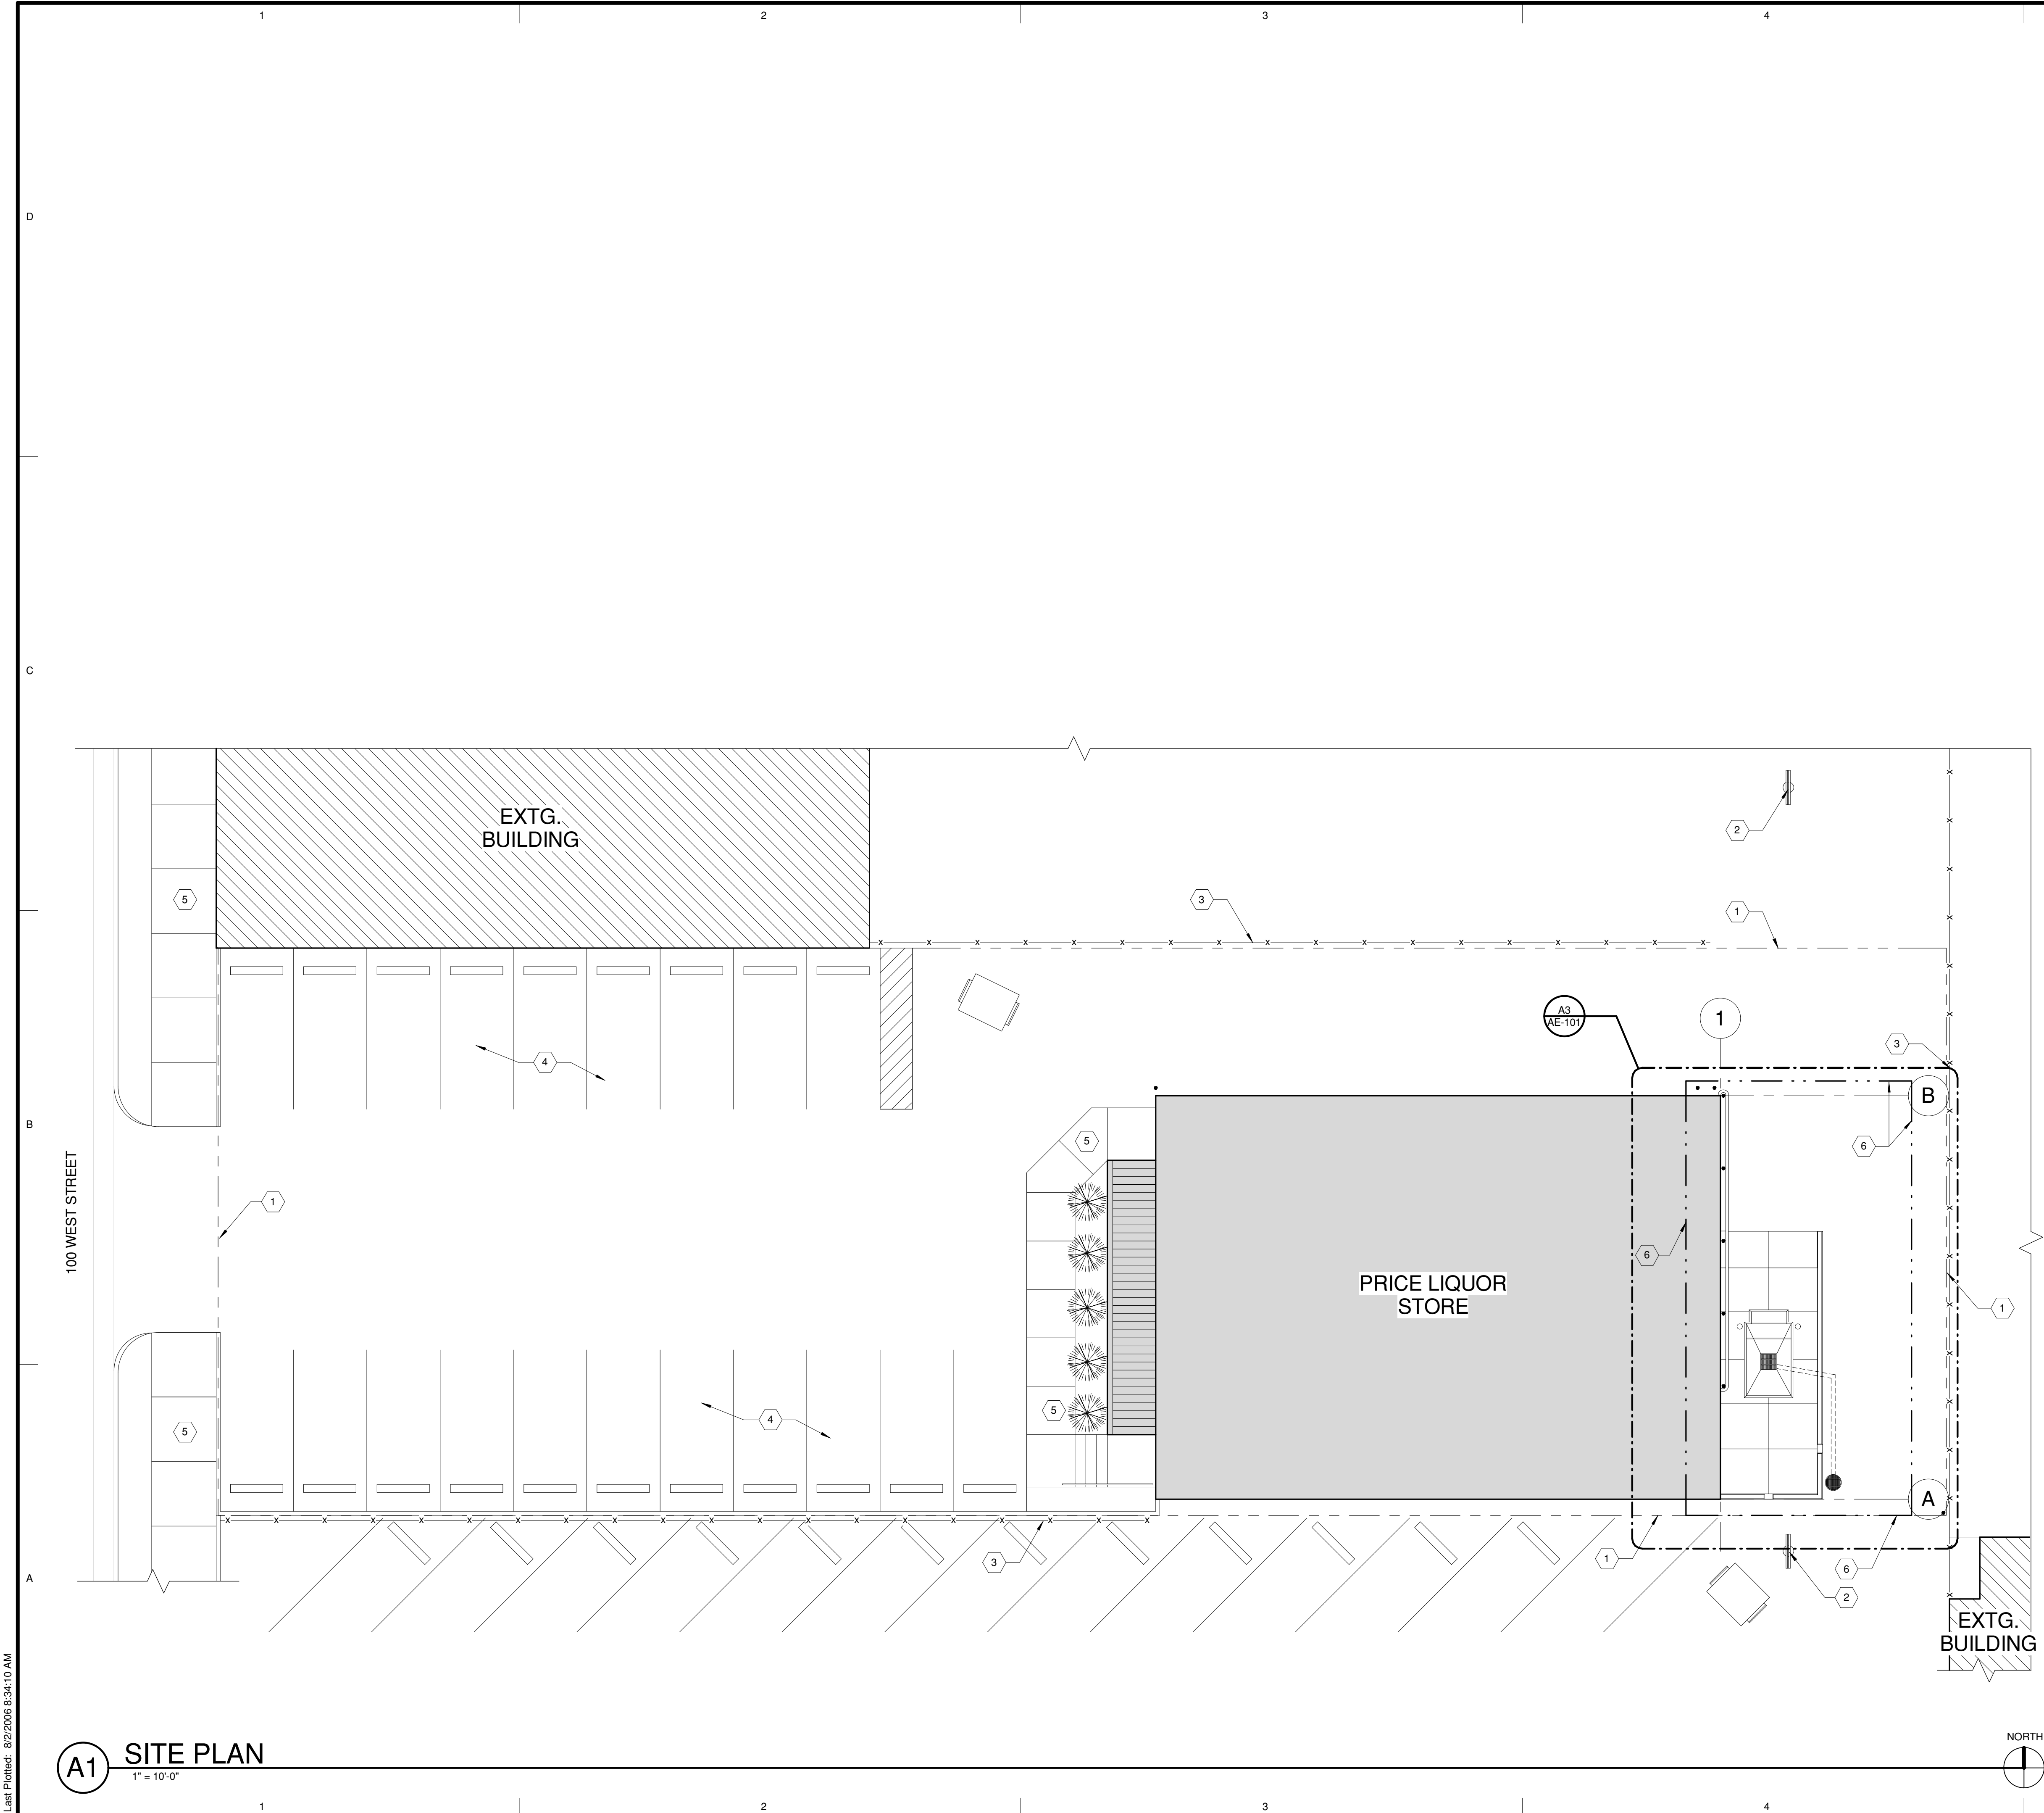 1
2
3
4
D
C
B
A
EXTG.
BUILDING
2
5
3
1
A3
AE-101
1
3
4
B
5
6
100 WEST STREET
1
6
PRICE LIQUOR
STORE
1
5
4
5
A
3
1
6
2
EXTG.
BUILDING
A1
SITE PLAN
1" = 10'-0"
NORTH
Last Plotted: 8/2/2006 8:34:10 AM
1
2
3
4